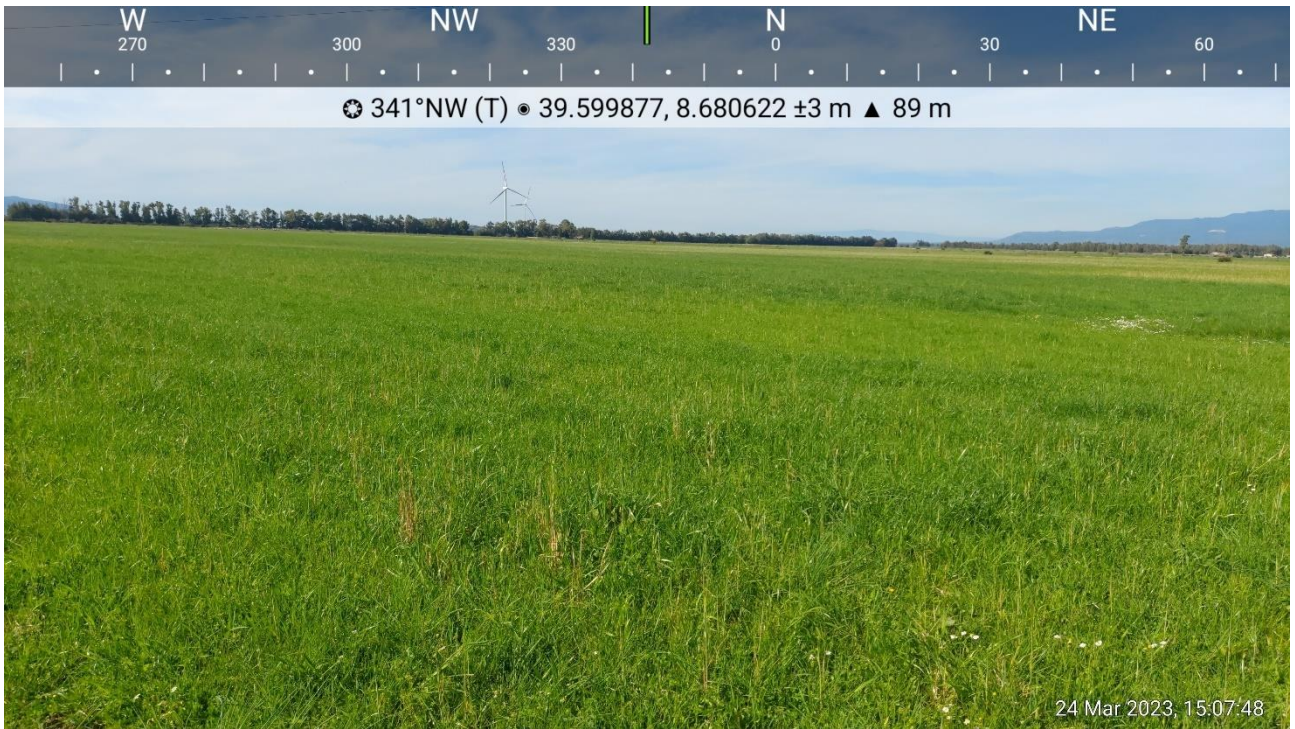 W NW N NE
270 300 330 0 30 60
341°NW (T) ◉ 39.599877, 8.680622 ±3 m ▲ 89 m
24 Mar 2023, 15:07:48